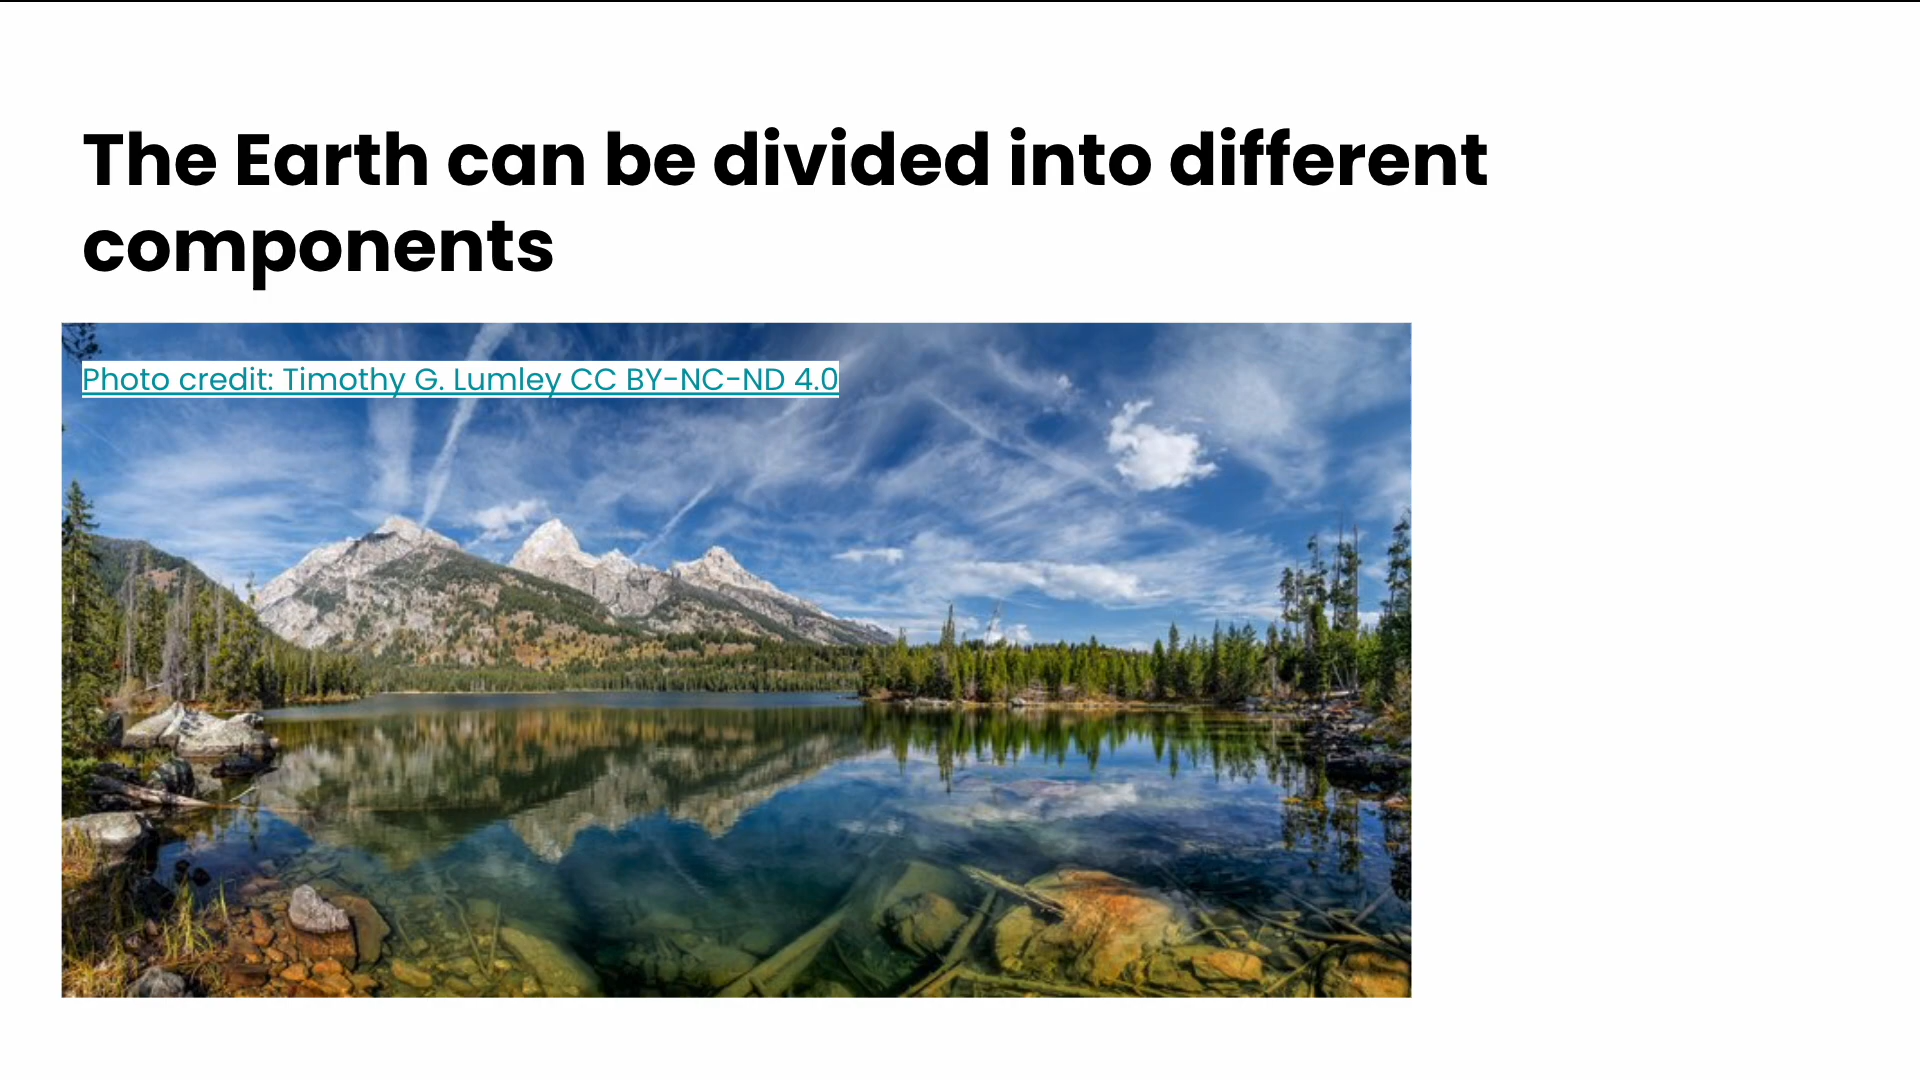 The Earth can be divided into different
components
Photo credit: Timothy G. Lumley CC BY-NC-ND 4.0